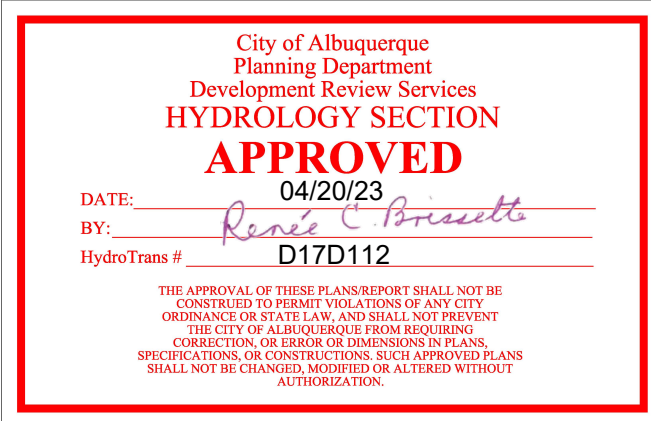 City of Albuquerque
Planning Department
Development Review Services
HYDROLOGY SECTION
APPROVED
DATE: 04/20/23
BY: Renée C. Brissette
HydroTrans # D17D112
THE APPROVAL OF THESE PLANS/REPORT SHALL NOT BE
CONSTRUED TO PERMIT VIOLATIONS OF ANY CITY
ORDINANCE OR STATE LAW, AND SHALL NOT PREVENT
THE CITY OF ALBUQUERQUE FROM REQUIRING
CORRECTION, OR ERROR OR DIMENSIONS IN PLANS,
SPECIFICATIONS, OR CONSTRUCTIONS. SUCH APPROVED PLANS
SHALL NOT BE CHANGED, MODIFIED OR ALTERED WITHOUT
AUTHORIZATION.